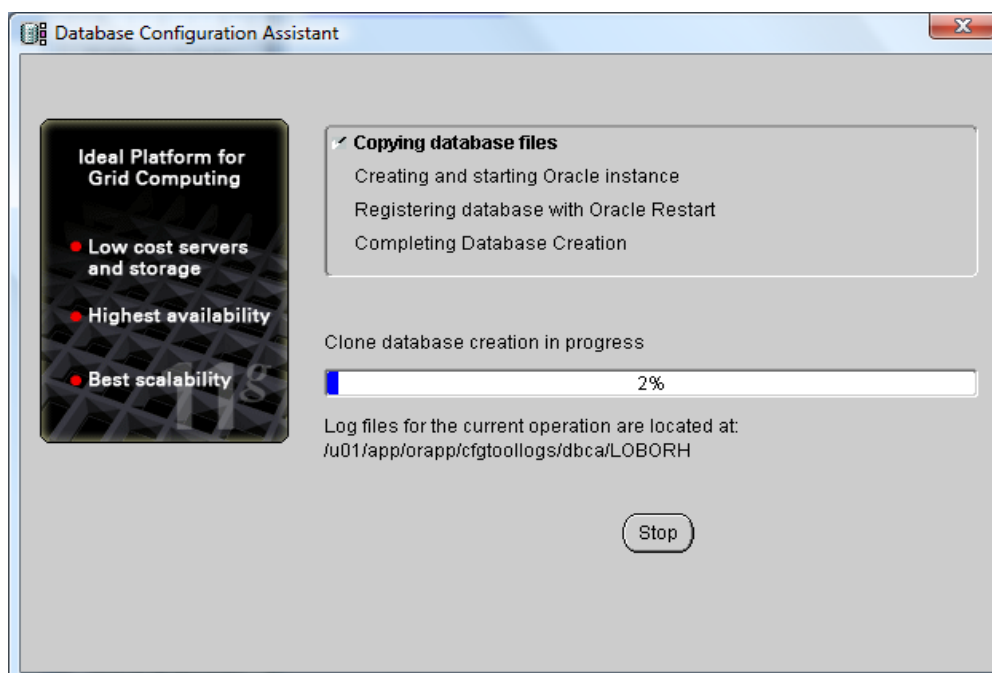 Database Configuration Assistant
Ideal Platform for
Grid Computing
Low cost servers
and storage
Highest availability
Best scalability
11g
Copying database files
Creating and starting Oracle instance
Registering database with Oracle Restart
Completing Database Creation
Clone database creation in progress
2%
Log files for the current operation are located at:
/u01/app/orapp/cfgtoollogs/dbca/LOBORH
Stop